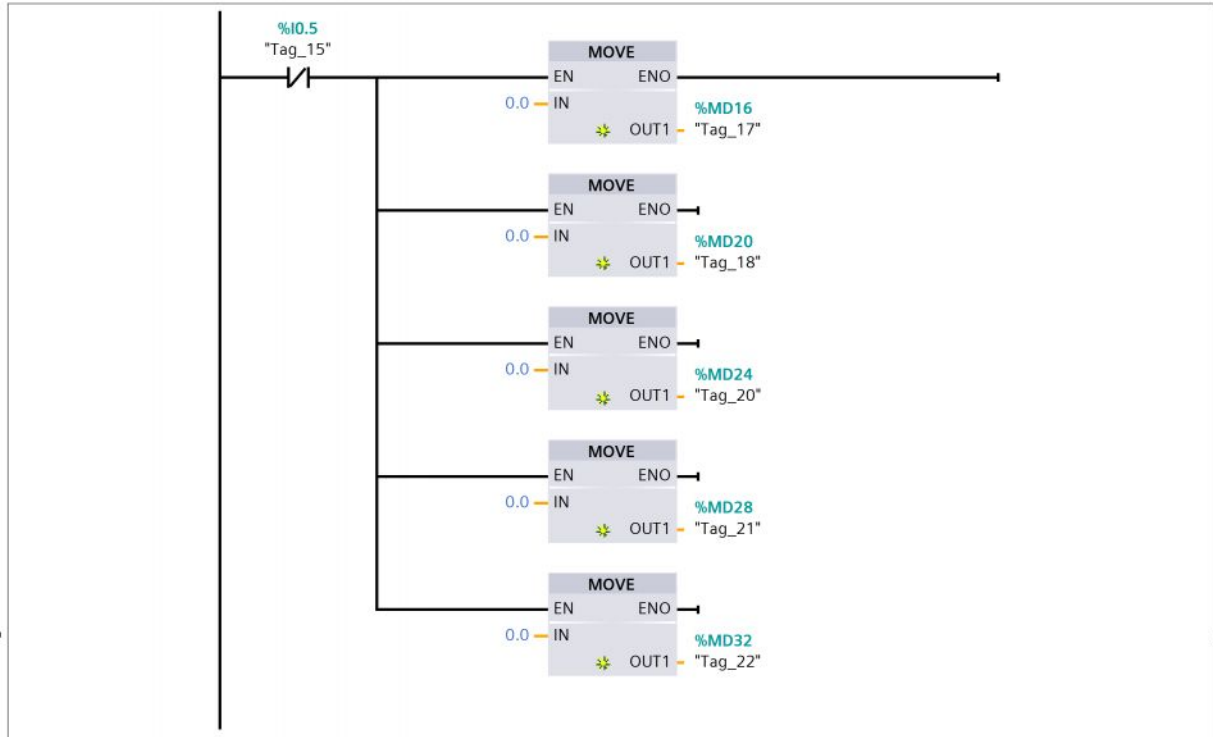 %I0.5
"Tag_15"
MOVE
EN ENO
0.0 IN
%MD16
OUT1 "Tag_17"
MOVE
EN ENO
0.0 IN
%MD20
OUT1 "Tag_18"
MOVE
EN ENO
0.0 IN
%MD24
OUT1 "Tag_20"
MOVE
EN ENO
0.0 IN
%MD28
OUT1 "Tag_21"
MOVE
EN ENO
0.0 IN
%MD32
OUT1 "Tag_22"